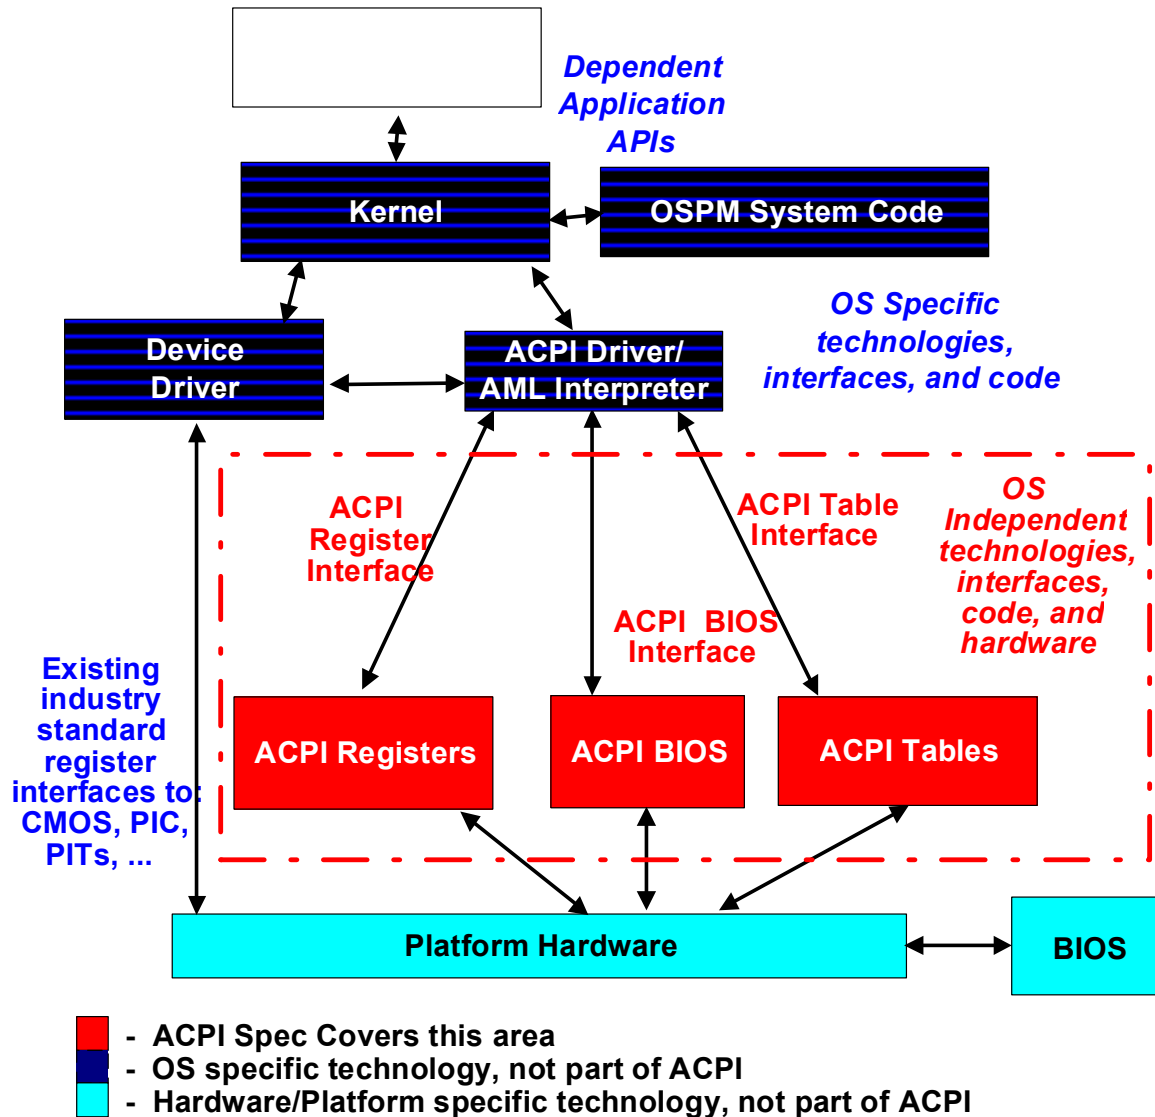 Dependent
Application
APIs
Kernel
OSPM System Code
OS Specific
technologies,
interfaces, and code
Device
Driver
ACPI Driver/
AML Interpreter
ACPI
Register
Interface
ACPI Table
Interface
OS
Independent
technologies,
interfaces,
code, and
hardware
ACPI BIOS
Interface
Existing
industry
standard
register
interfaces to:
CMOS, PIC,
PITs, ...
ACPI Registers
ACPI BIOS
ACPI Tables
Platform Hardware
BIOS
- ACPI Spec Covers this area
- OS specific technology, not part of ACPI
- Hardware/Platform specific technology, not part of ACPI